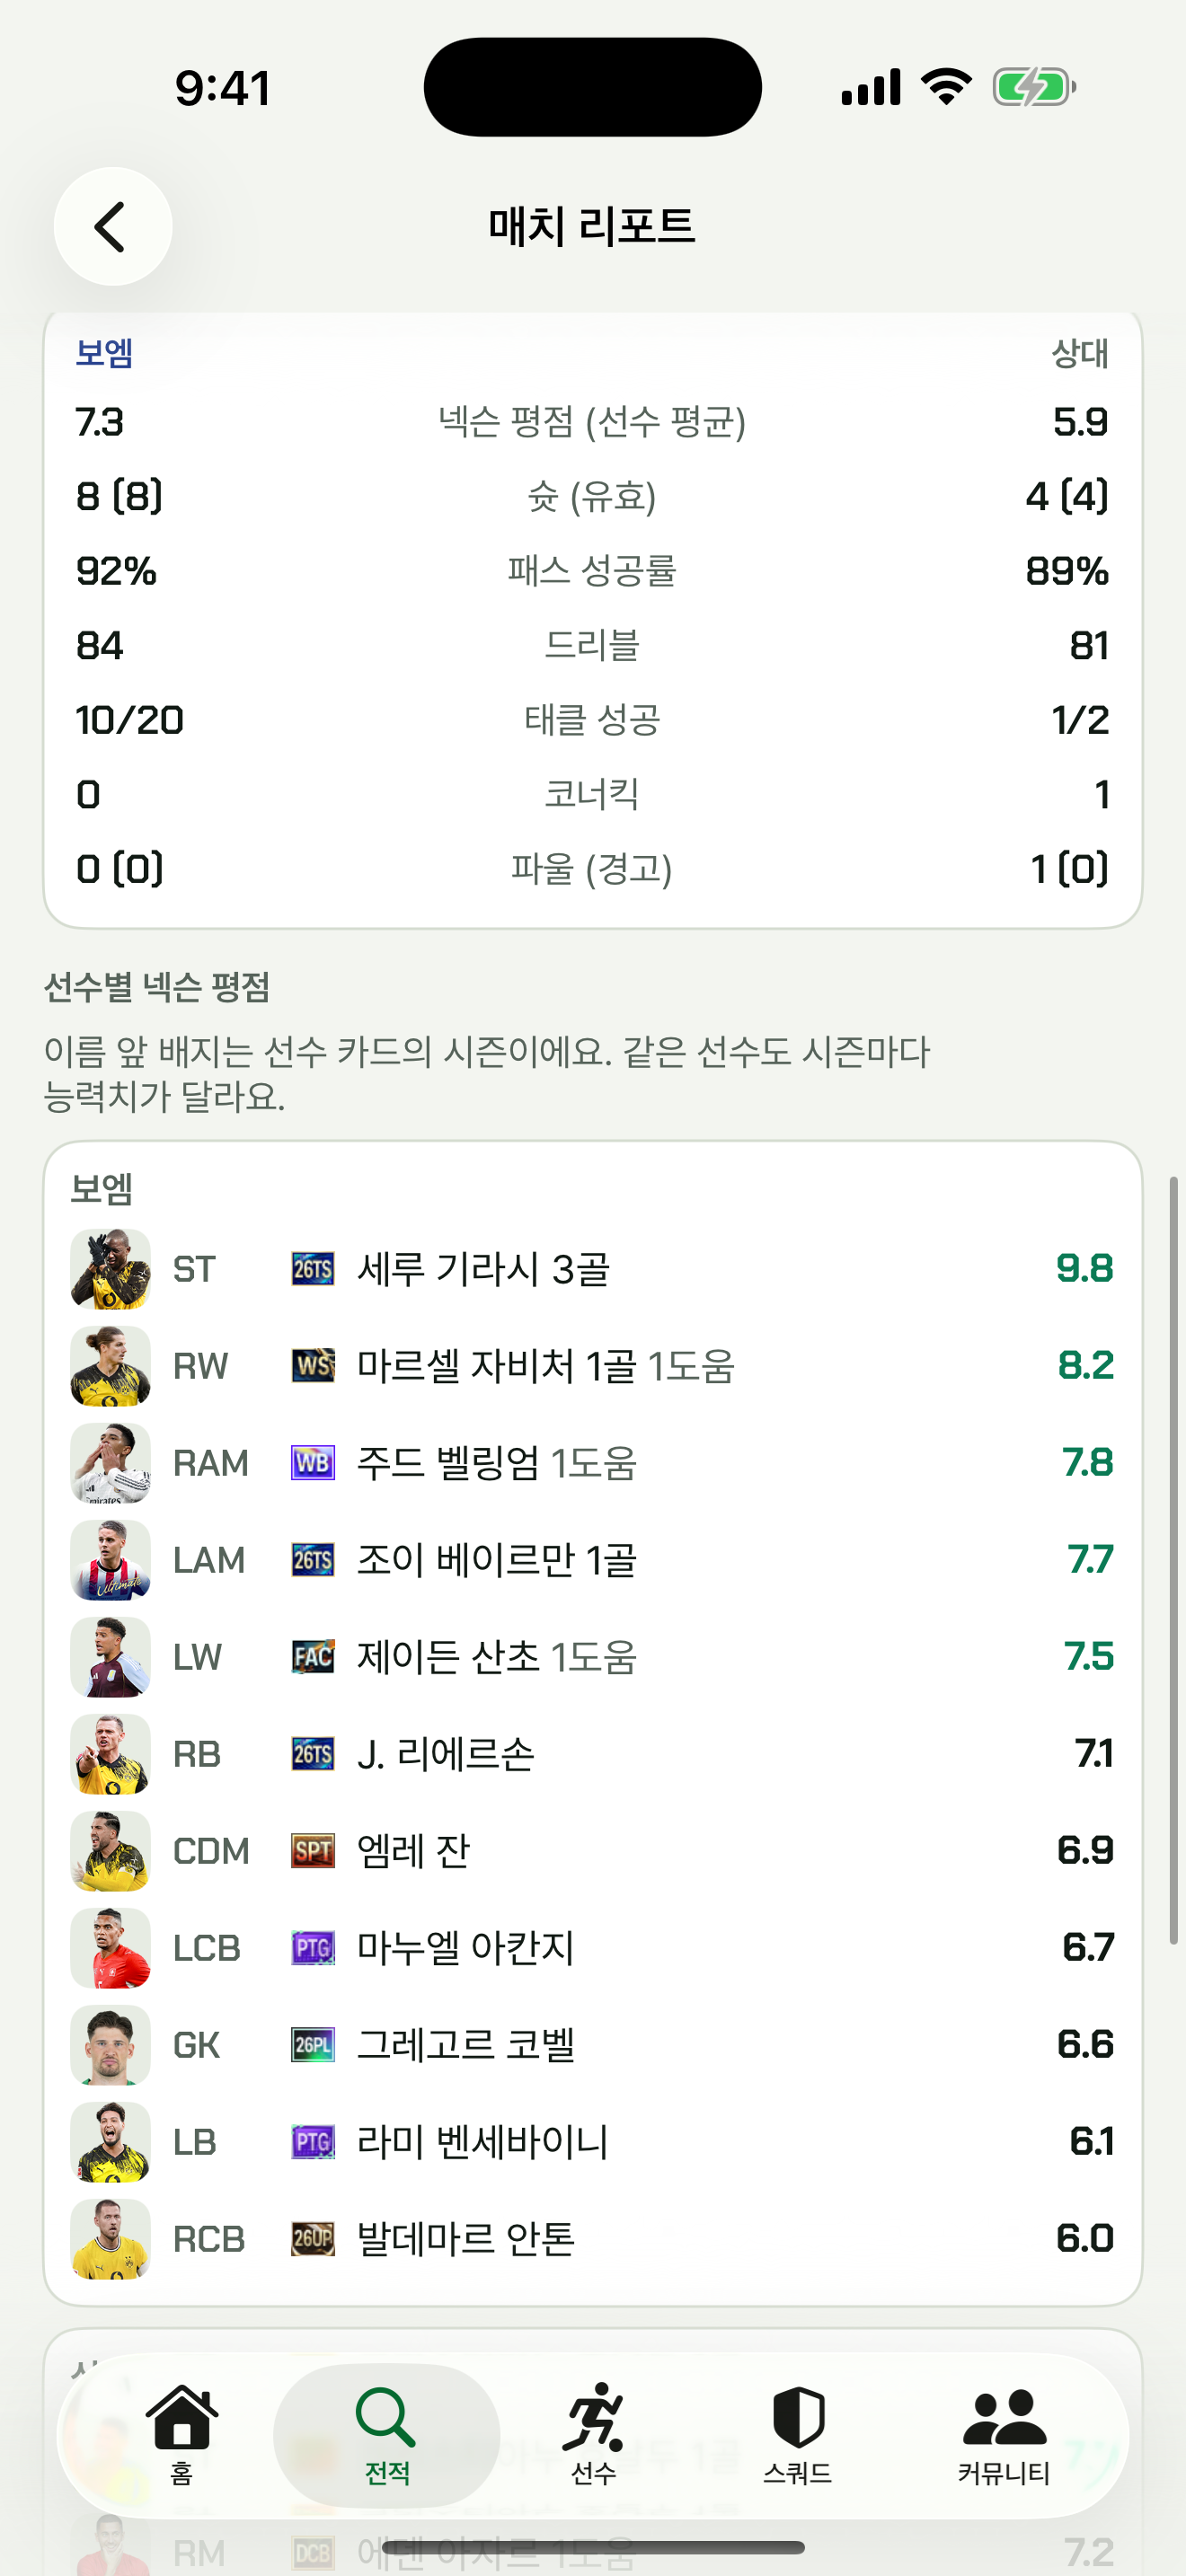 9:41
매치 리포트
보엠 상대
7.3 넥슨 평점 (선수 평균) 5.9
8 (8) 슛 (유효) 4 (4)
92% 패스 성공률 89%
84 드리블 81
10/20 태클 성공 1/2
0 코너킥 1
0 (0) 파울 (경고) 1 (0)
선수별 넥슨 평점
이름 앞 배지는 선수 카드의 시즌이에요. 같은 선수도 시즌마다
능력치가 달라요.
보엠
ST 26TS 세루 기라시 3골 9.8
RW WS 마르셀 자비처 1골 1도움 8.2
RAM WB 주드 벨링엄 1도움 7.8
LAM 26TS 조이 베이르만 1골 7.7
Ultimate
LW FAC 제이든 산초 1도움 7.5
RB 26TS J. 리에르손 7.1
CDM SPT 엠레 잔 6.9
LCB PTG 마누엘 아칸지 6.7
GK 26PL 그레고르 코벨 6.6
LB PTG 라미 벤세바이니 6.1
RCB 26UP 발데마르 안톤 6.0
홈 전적 선수 스쿼드 커뮤니티
RM DCB 에덴 아자르 1도움 7.2